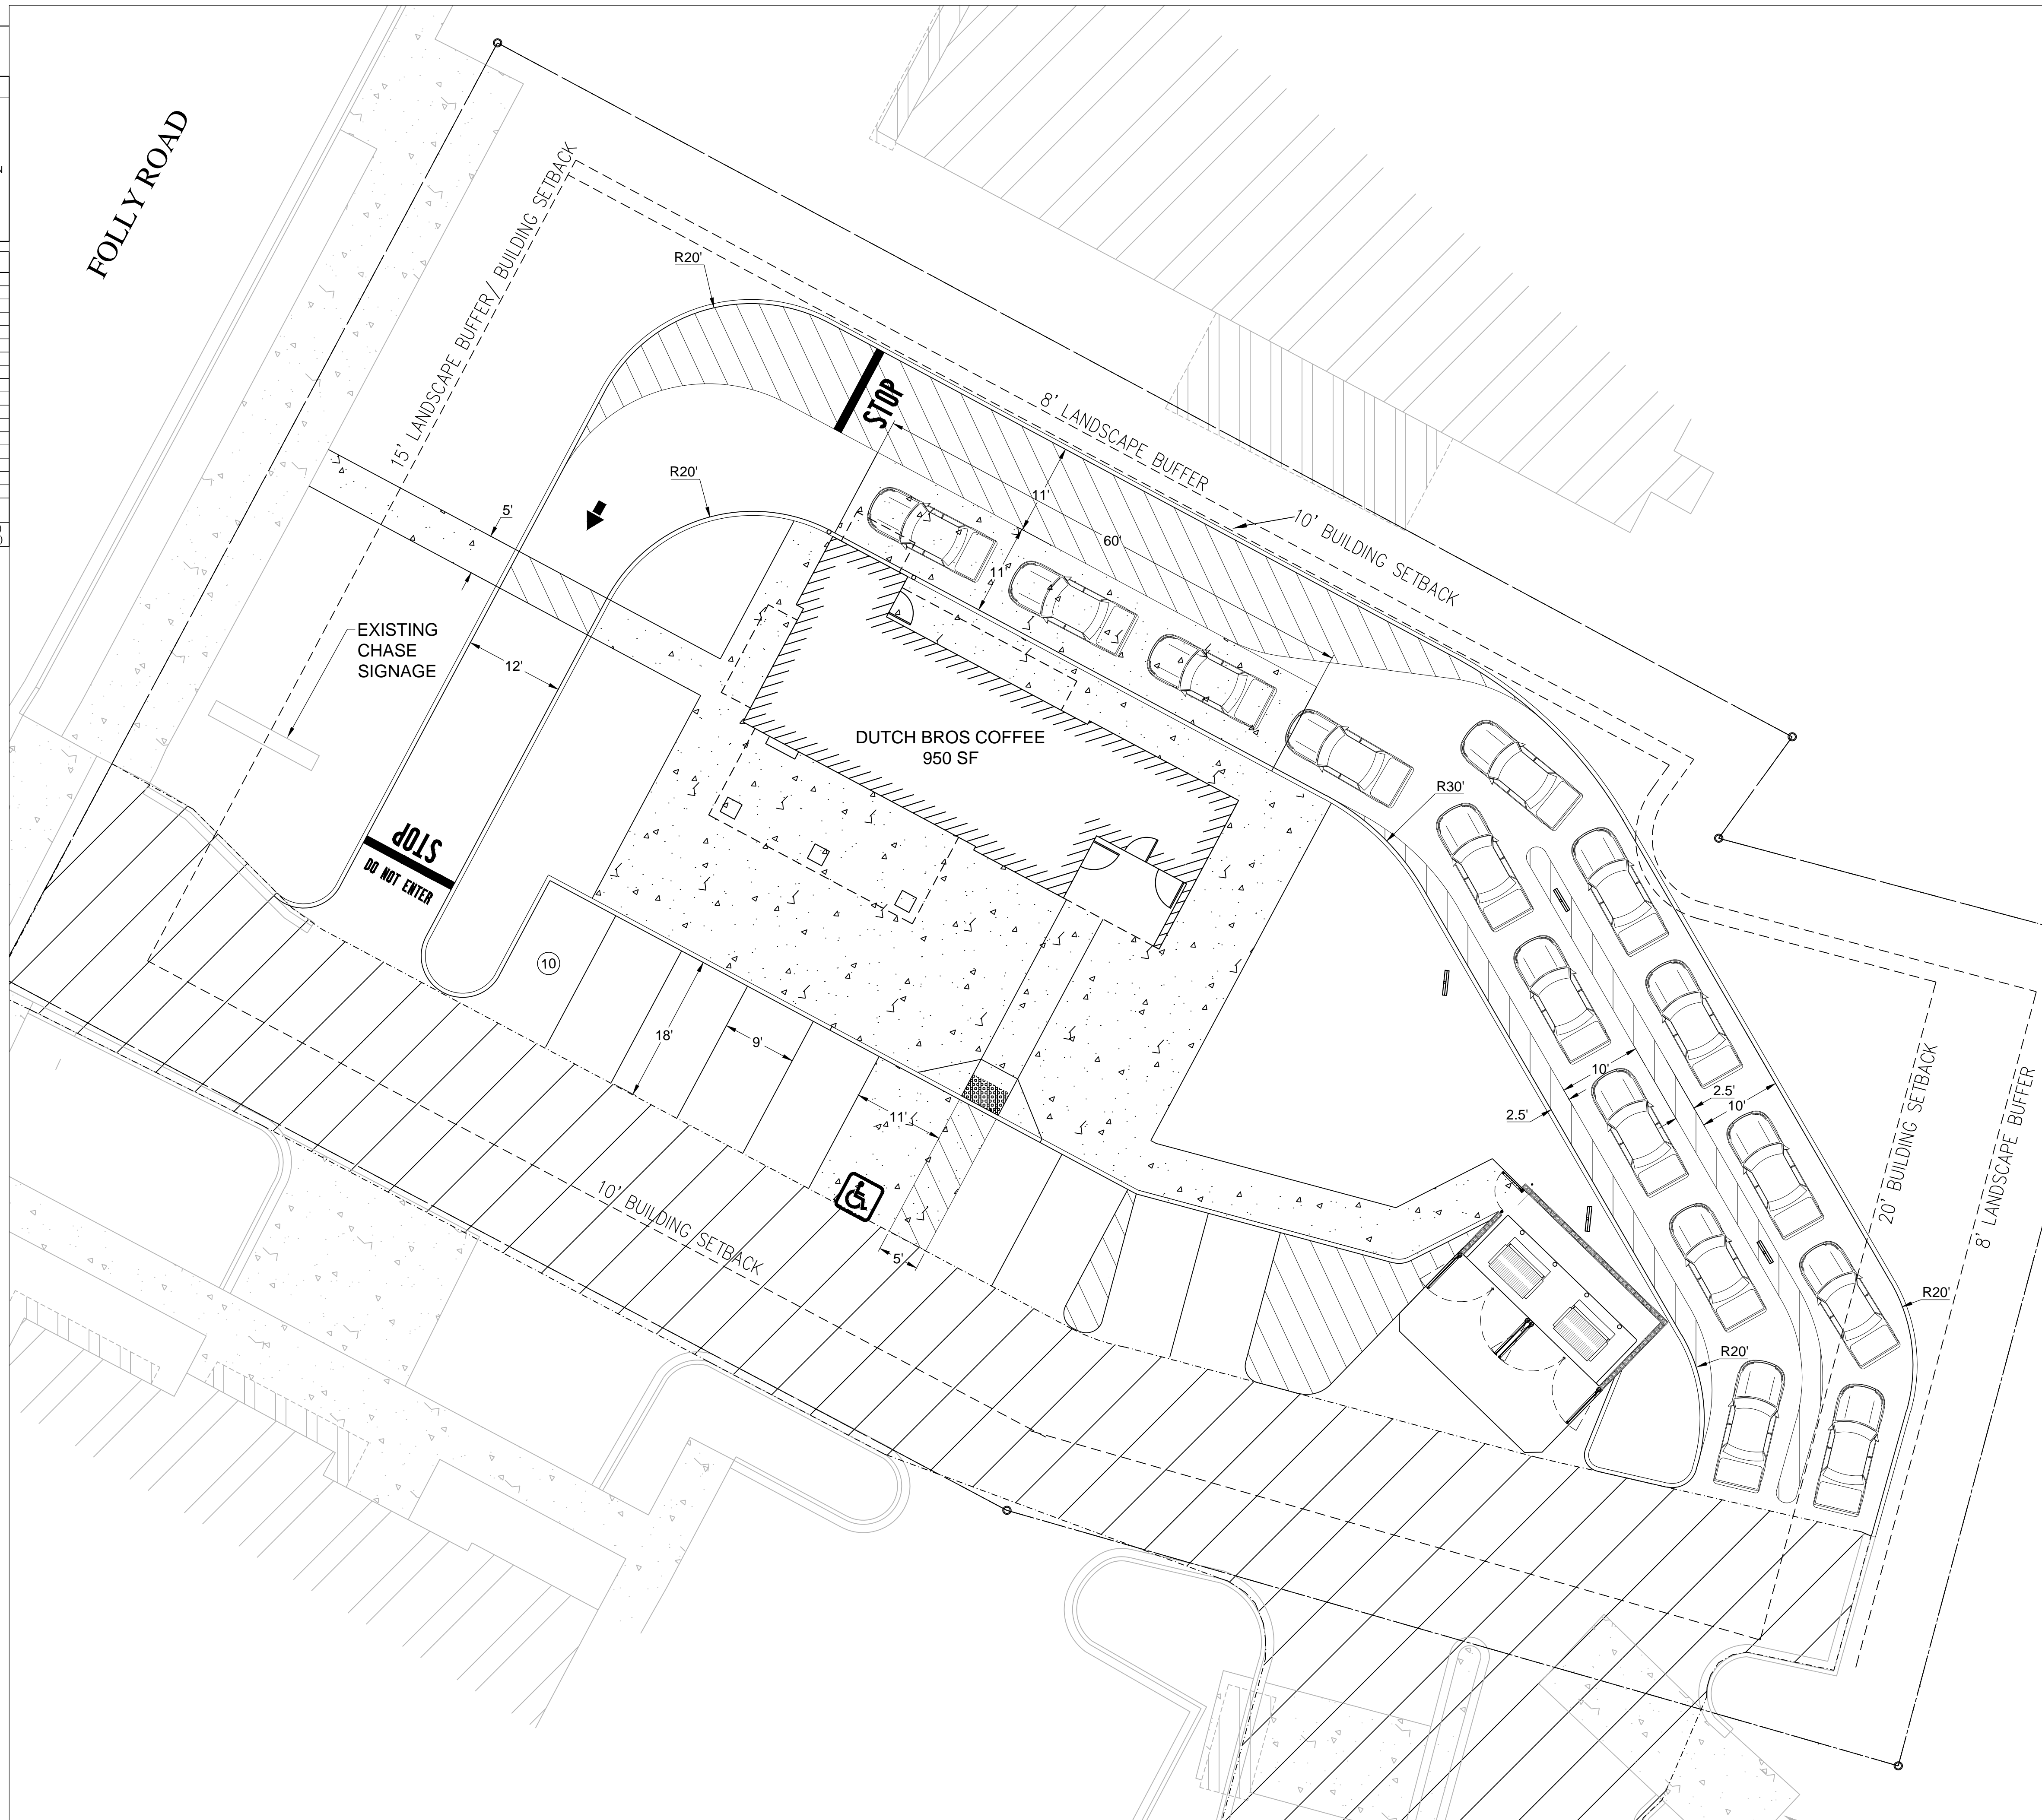 FOLLY ROAD
15' LANDSCAPE BUFFER/ BUILDING SETBACK
R20'
STOP
8' LANDSCAPE BUFFER
R20'
11'
10' BUILDING SETBACK
5'
60'
11'
EXISTING
CHASE
SIGNAGE
12'
DUTCH BROS COFFEE
950 SF
R30'
STOP
DO NOT ENTER
10
18'
9'
10'
2.5'
10'
2.5'
11'
20' BUILDING SETBACK
8' LANDSCAPE BUFFER
10' BUILDING SETBACK
5'
R20'
R20'